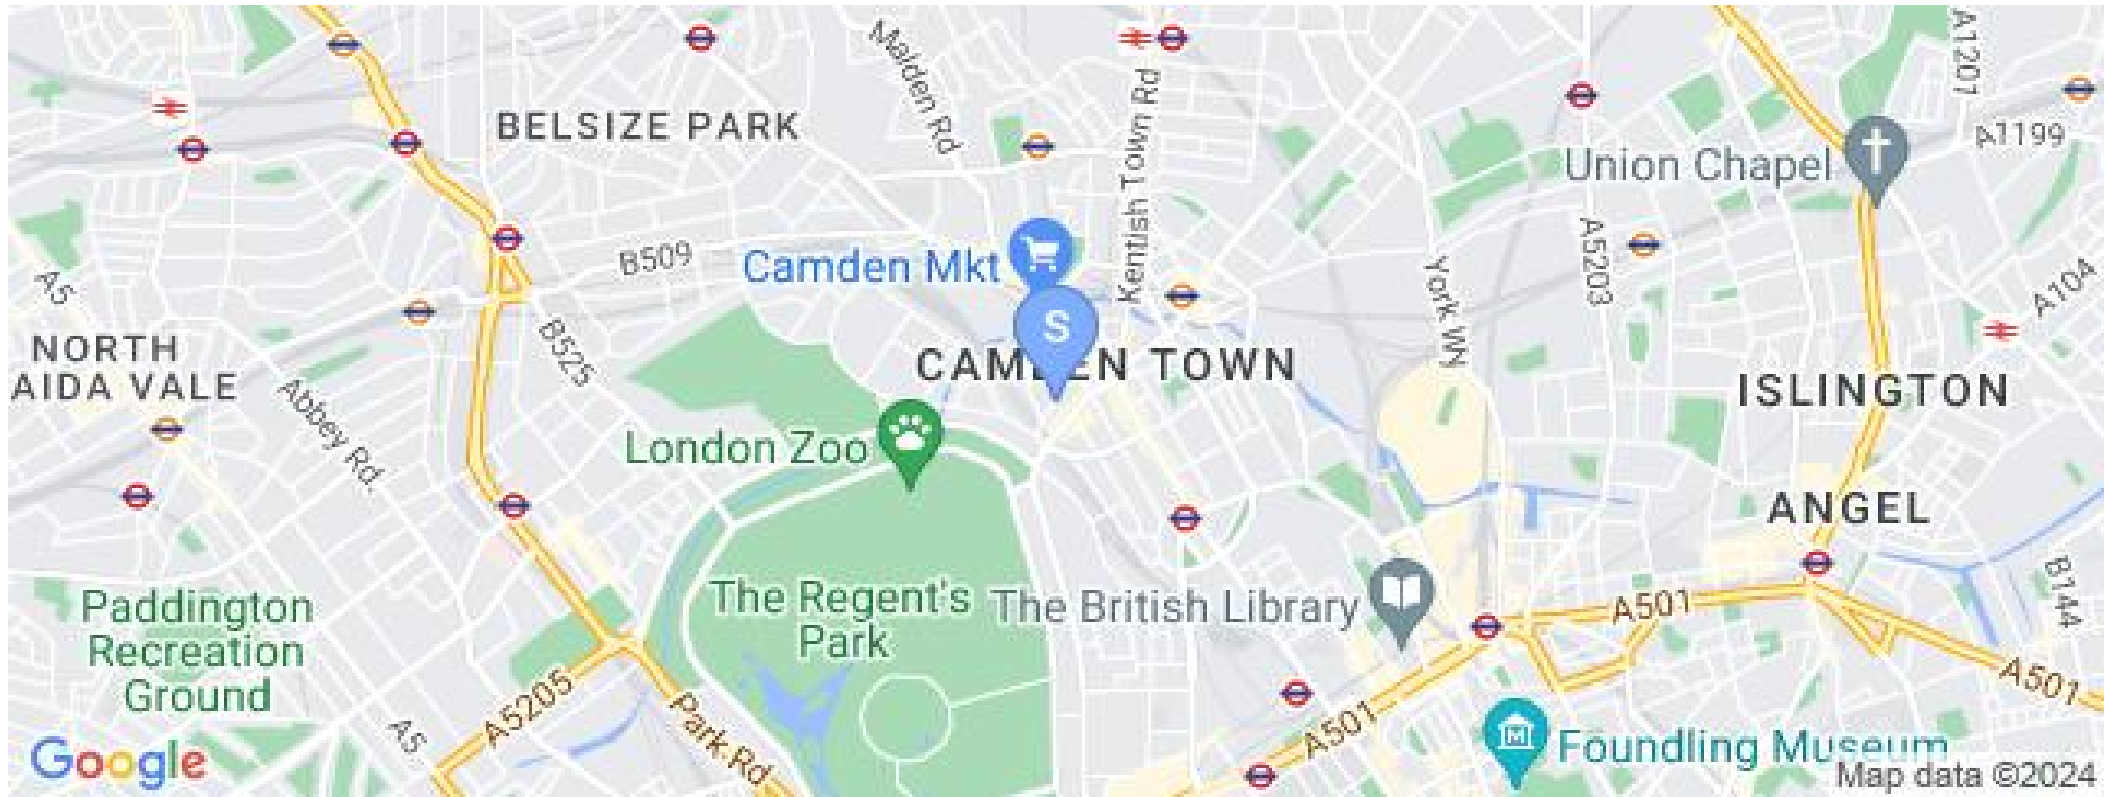 Malden Rd
A1201
Kentish Town Rd
BELSIZE PARK
A1199
Union Chapel
B509
Camden Mkt
A5
A5203
York Wy
A104
S
NORTH
AIDA VALE
B525
CAMDEN TOWN
ISLINGTON
Abbey Rd.
London Zoo
ANGEL
Paddington
Recreation
Ground
The Regent's
Park
The British Library
A501
B144
A5205
Park Rd
A5
A501
A501
Foundling Museum
Google
Map data ©2024